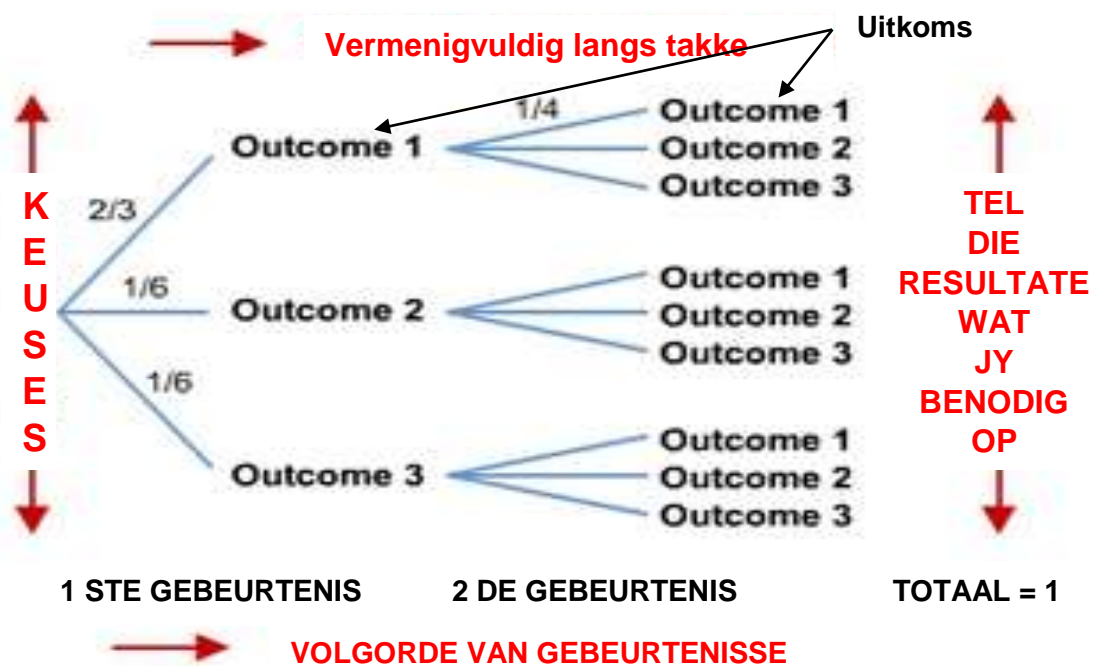 Uitkoms
Vermenigvuldig langs takke
1/4
Outcome 1
Outcome 1
Outcome 2
Outcome 3
2/3
K
E
U
S
E
S
1/6
Outcome 2
Outcome 1
Outcome 2
Outcome 3
1/6
Outcome 3
Outcome 1
Outcome 2
Outcome 3
TEL
DIE
RESULTATE
WAT
JY
BENODIG
OP
1 STE GEBEURTENIS
2 DE GEBEURTENIS
TOTAAL = 1
VOLGORDE VAN GEBEURTENISSE